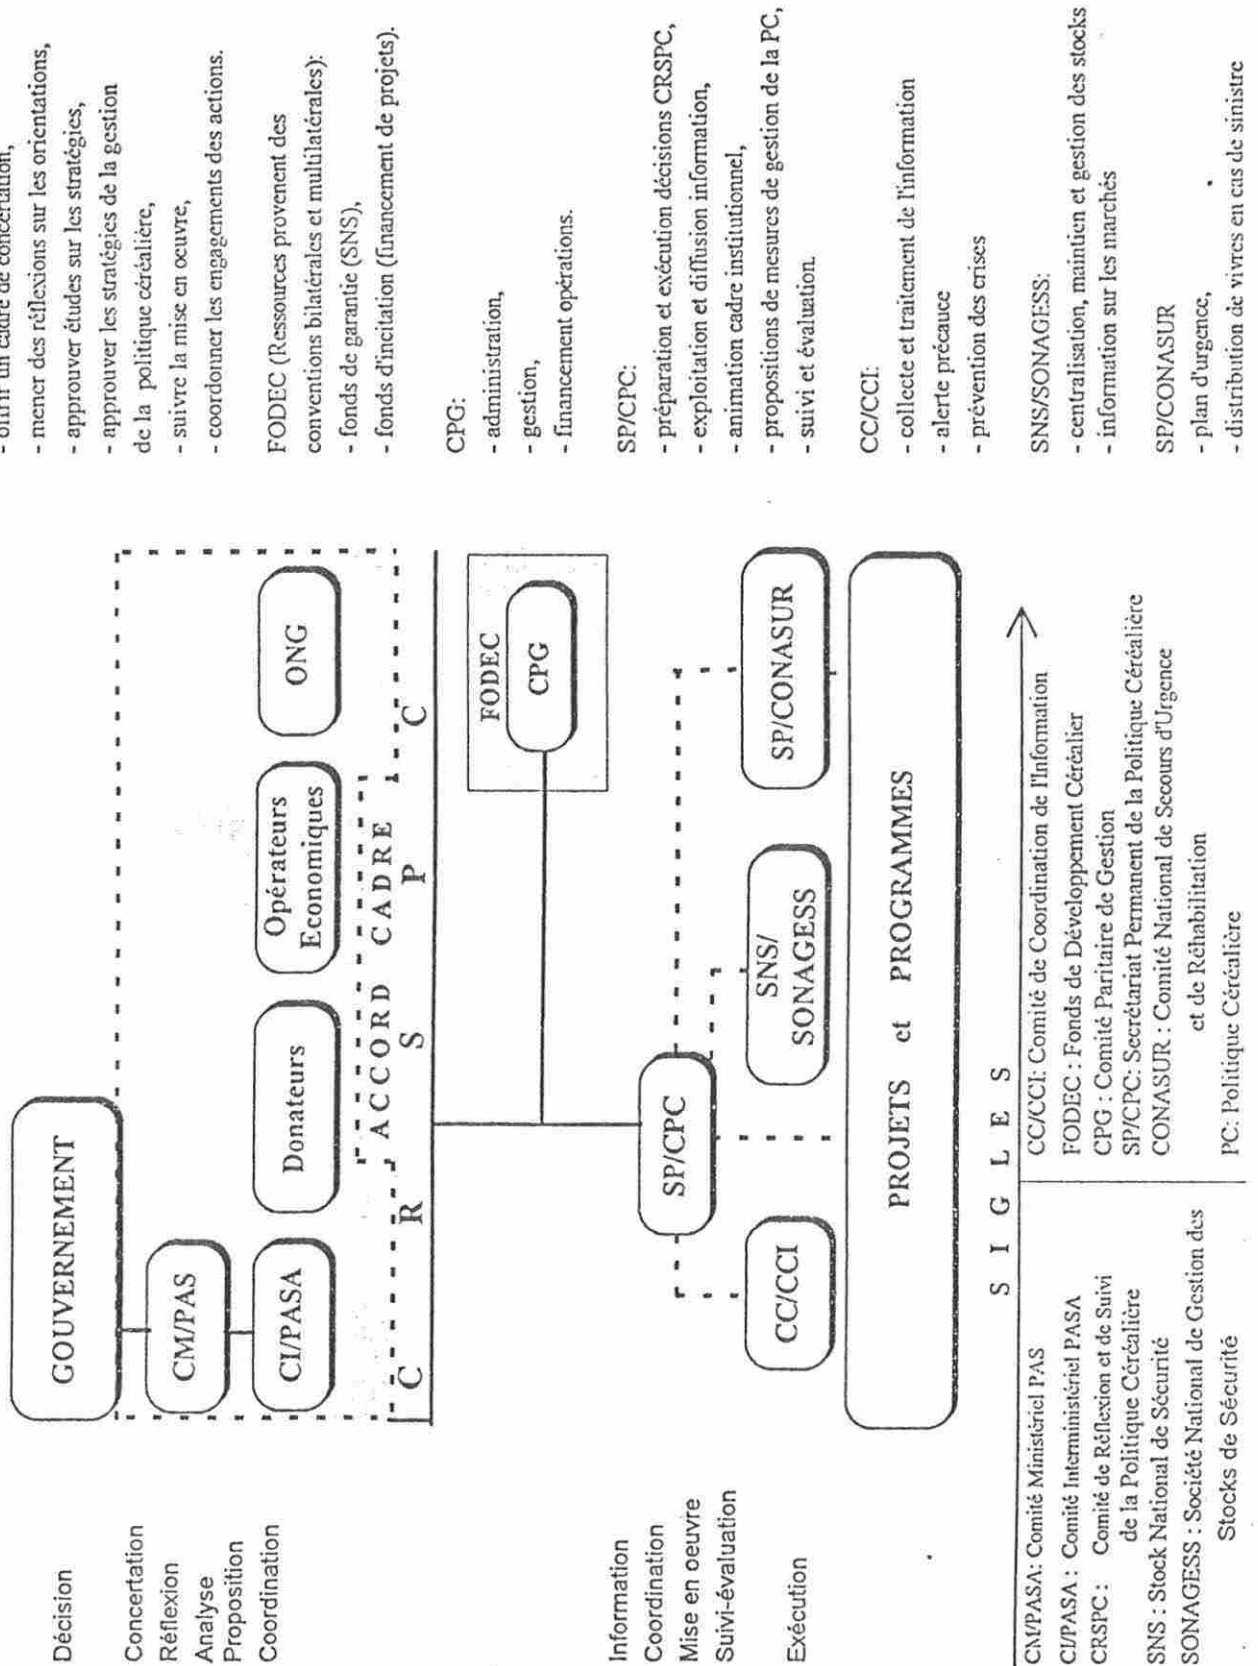 Décision
Concertation
Réflexion
Analyse
Proposition
Coordination
Information
Coordination
Mise en oeuvre
Suivi-évaluation
Exécution
GOUVERNEMENT
CM/PAS
CI/PASA
Donateurs
Opérateurs
Economiques
ONG
ACCORD CADRE
C R S P C
FODEC
CPG
SP/CPC
CC/CCI
SNS/
SONAGESS
SP/CONASUR
PROJETS et PROGRAMMES
- offrir un cadre de concertation,
- mener des réflexions sur les orientations,
- approuver études sur les stratégies,
- approuver les stratégies de la gestion
de la politique céréalière,
- suivre la mise en oeuvre,
- coordonner les engagements des actions.
FODEC (Ressources provenent des
conventions bilatérales et multilatérales):
- fonds de garantie (SNS),
- fonds d'incitation (financement de projets).
CPG:
- administration,
- gestion,
- financement opérations.
SP/CPC:
- préparation et exécution décisions CRSPC,
- exploitation et diffusion information,
- animation cadre institutionnel,
- propositions de mesures de gestion de la PC,
- suivi et évaluation.
CC/CCI:
- collecte et traitement de l'information
- alerte précauce
- prévention des crises
SNS/SONAGESS:
- centralisation, maintien et gestion des stocks
- information sur les marchés
SP/CONASUR
- plan d'urgence,
- distribution de vivres en cas de sinistre
S I G L E S
CM/PASA: Comité Ministériel PAS
CI/PASA : Comité Interministériel PASA
CRSPC : Comité de Réflexion et de Suivi
de la Politique Céréalière
SNS : Stock National de Sécurité
SONAGESS : Société National de Gestion des
Stocks de Sécurité
CC/CCI: Comité de Coordination de l'Information
FODEC : Fonds de Développement Céréalier
CPG : Comité Paritaire de Gestion
SP/CPC: Secrétariat Permanent de la Politique Céréalière
CONASUR : Comité National de Secours d'Urgence
et de Réhabilitation
PC: Politique Céréalière